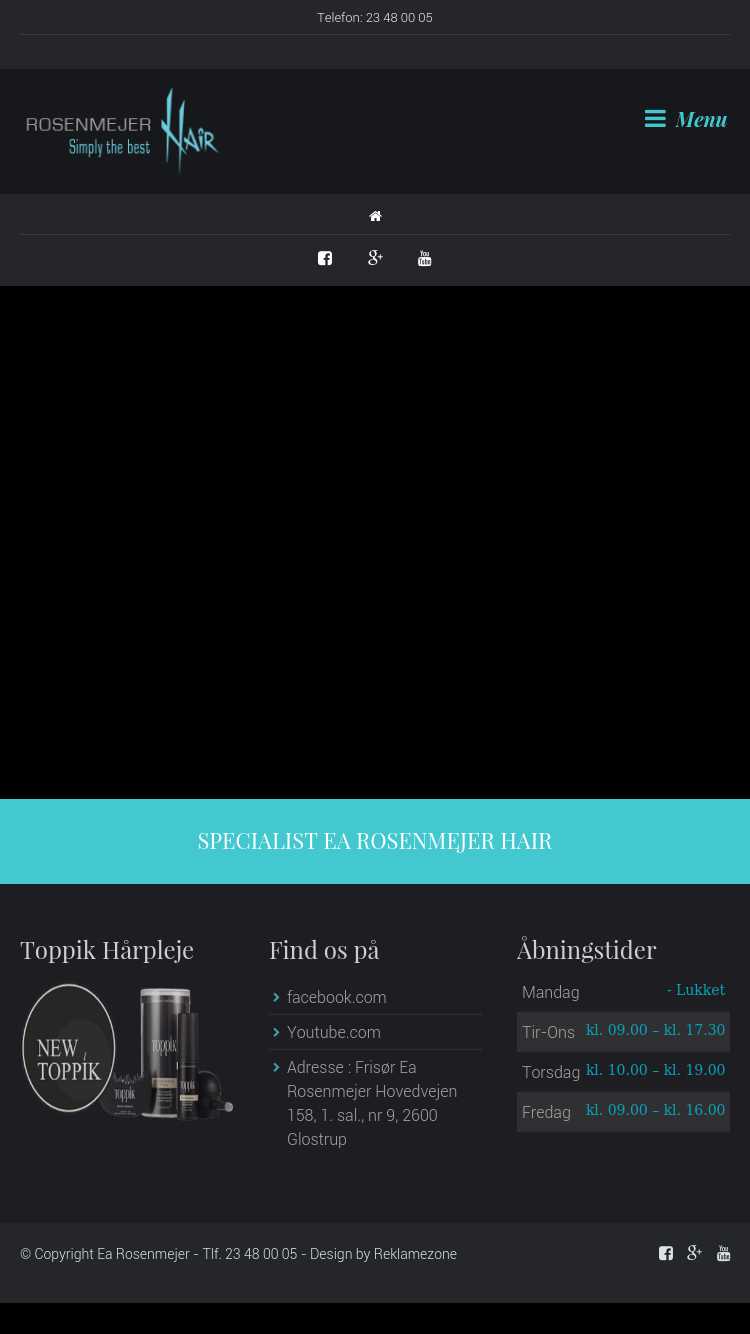 Telefon: 23 48 00 05
ROSENMEJER HAIR
Simply the best
Menu
SPECIALIST EA ROSENMEJER HAIR
Toppik Hårpleje
NEW
TOPPIK
Toppik
Toppik
Find os på
facebook.com
Youtube.com
Adresse : Frisør Ea
Rosenmejer Hovedvejen
158, 1. sal., nr 9, 2600
Glostrup
Åbningstider
Mandag - Lukket
Tir-Ons kl. 09.00 – kl. 17.30
Torsdag kl. 10.00 – kl. 19.00
Fredag kl. 09.00 – kl. 16.00
© Copyright Ea Rosenmejer - Tlf. 23 48 00 05 - Design by Reklamezone